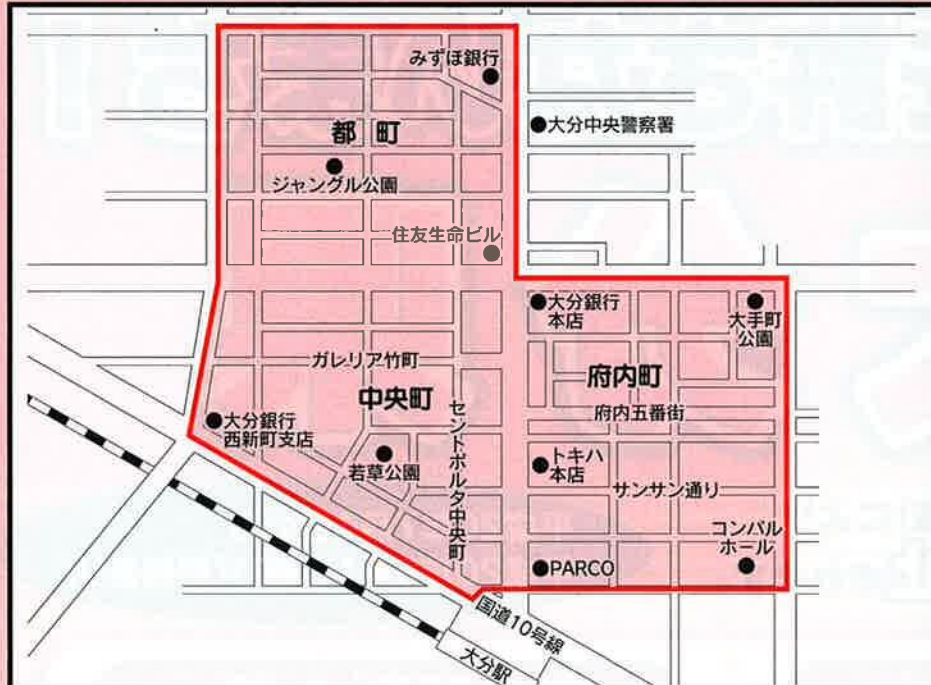 みずほ銀行
大分中央警察署
都町
ジャングル公園
住友生命ビル
大分銀行
本店
大手町
公園
ガレリア竹町
府内町
中央町
府内五番街
大分銀行
西新町支店
セントポルタ中央町
若草公園
トキハ
本店
サンサン通り
コンパル
ホール
PARCO
国道10号線
大分駅